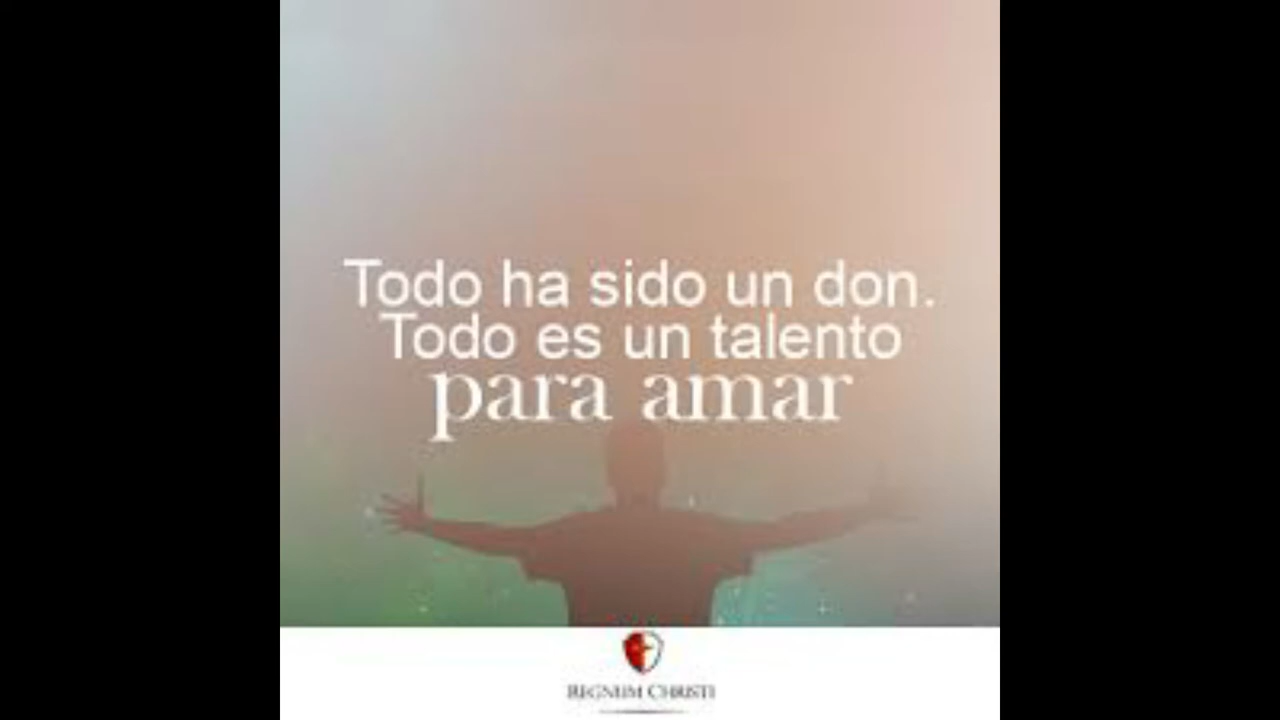 Todo ha sido un don.
Todo es un talento
para amar
REGNUM CHRISTI